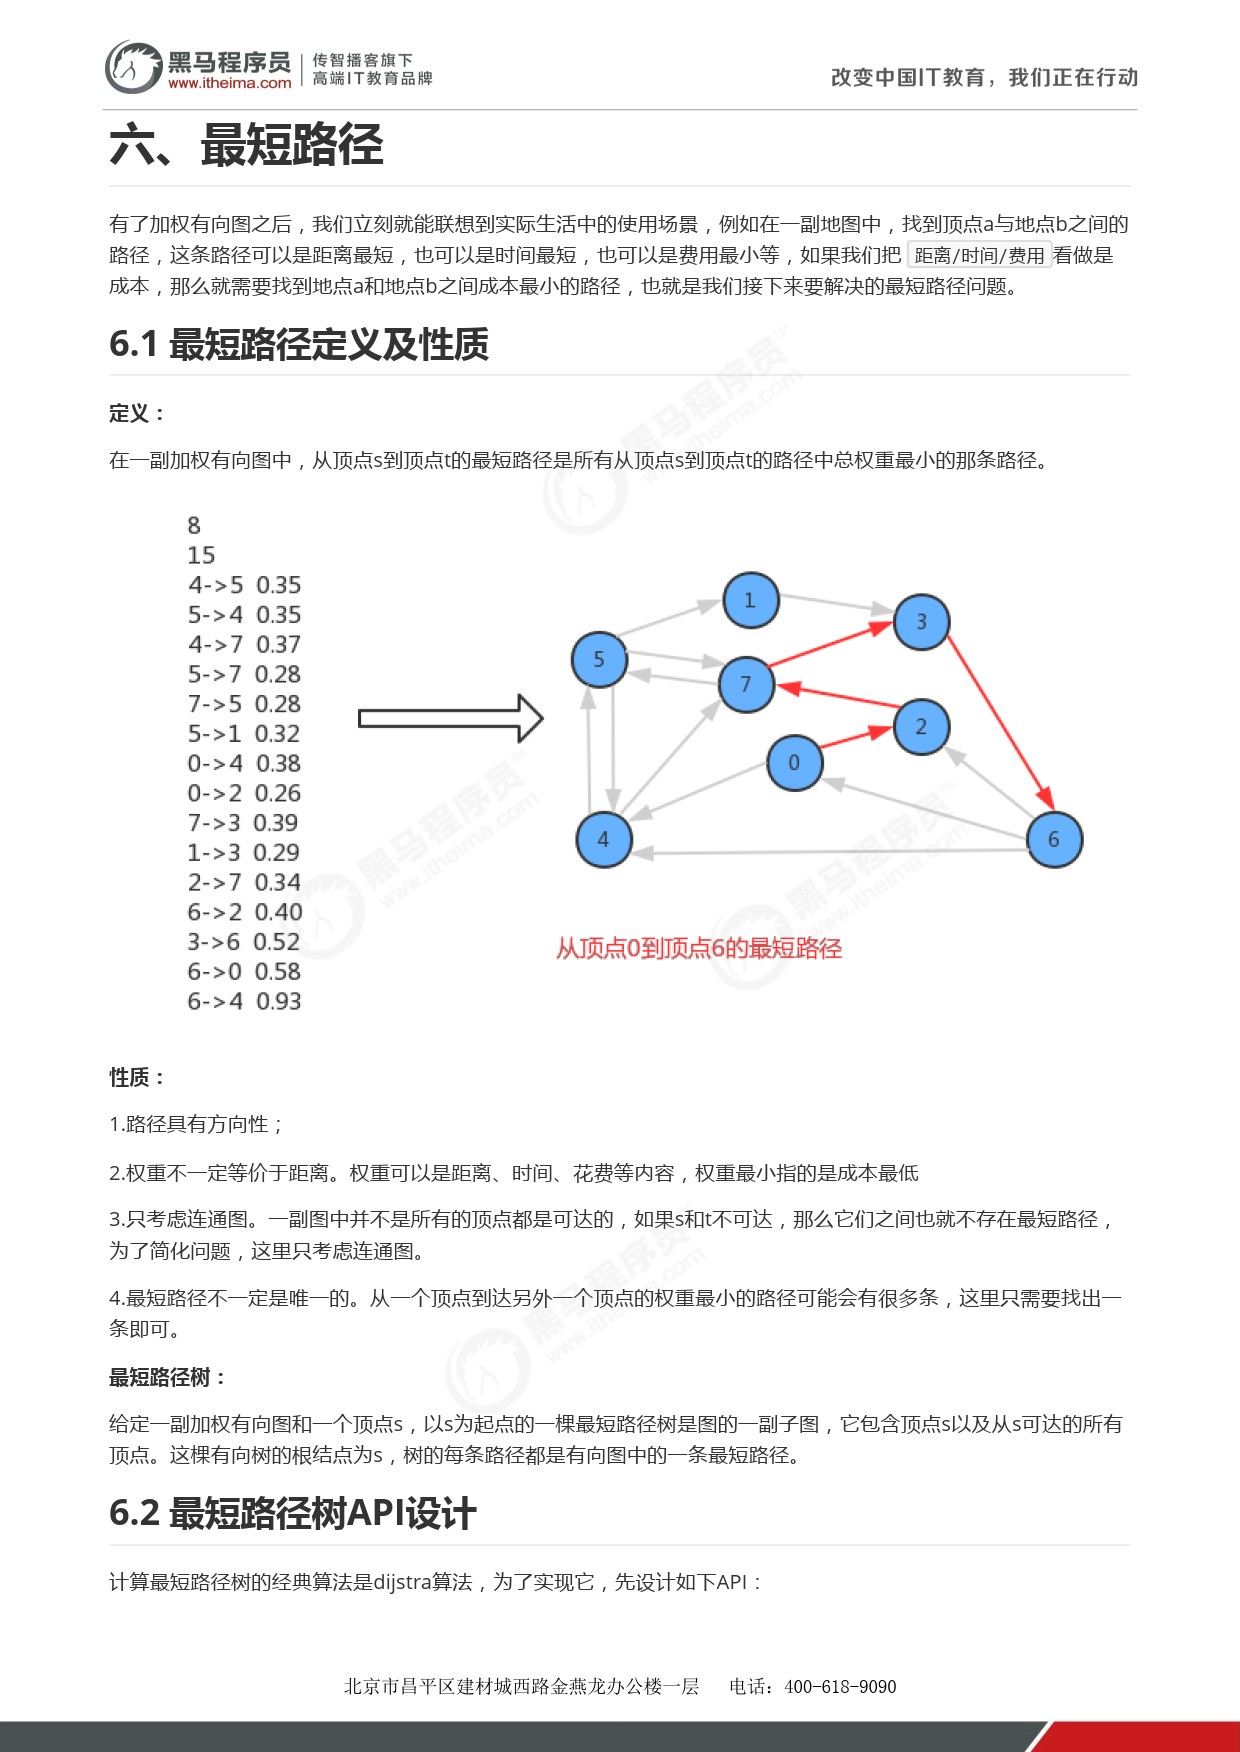 黑马程序员
www.itheima.com
传智播客旗下
高端IT教育品牌
改变中国IT教育，我们正在行动
六、最短路径
有了加权有向图之后，我们立刻就能联想到实际生活中的使用场景，例如在一副地图中，找到顶点a与地点b之间的
路径，这条路径可以是距离最短，也可以是时间最短，也可以是费用最小等，如果我们把 距离/时间/费用 看做是
成本，那么就需要找到地点a和地点b之间成本最小的路径，也就是我们接下来要解决的最短路径问题。
6.1 最短路径定义及性质
定义：
在一副加权有向图中，从顶点s到顶点t的最短路径是所有从顶点s到顶点t的路径中总权重最小的那条路径。
8
15
4->5 0.35
5->4 0.35
4->7 0.37
5->7 0.28
7->5 0.28
5->1 0.32
0->4 0.38
0->2 0.26
7->3 0.39
1->3 0.29
2->7 0.34
6->2 0.40
3->6 0.52
6->0 0.58
6->4 0.93
1
3
5
7
2
0
4
6
从顶点0到顶点6的最短路径
性质：
1.路径具有方向性；
2.权重不一定等价于距离。权重可以是距离、时间、花费等内容，权重最小指的是成本最低
3.只考虑连通图。一副图中并不是所有的顶点都是可达的，如果s和t不可达，那么它们之间也就不存在最短路径，
为了简化问题，这里只考虑连通图。
4.最短路径不一定是唯一的。从一个顶点到达另外一个顶点的权重最小的路径可能会有很多条，这里只需要找出一
条即可。
最短路径树：
给定一副加权有向图和一个顶点s，以s为起点的一棵最短路径树是图的一副子图，它包含顶点s以及从s可达的所有
顶点。这棵有向树的根结点为s，树的每条路径都是有向图中的一条最短路径。
6.2 最短路径树API设计
计算最短路径树的经典算法是dijstra算法，为了实现它，先设计如下API：
北京市昌平区建材城西路金燕龙办公楼一层 电话：400-618-9090